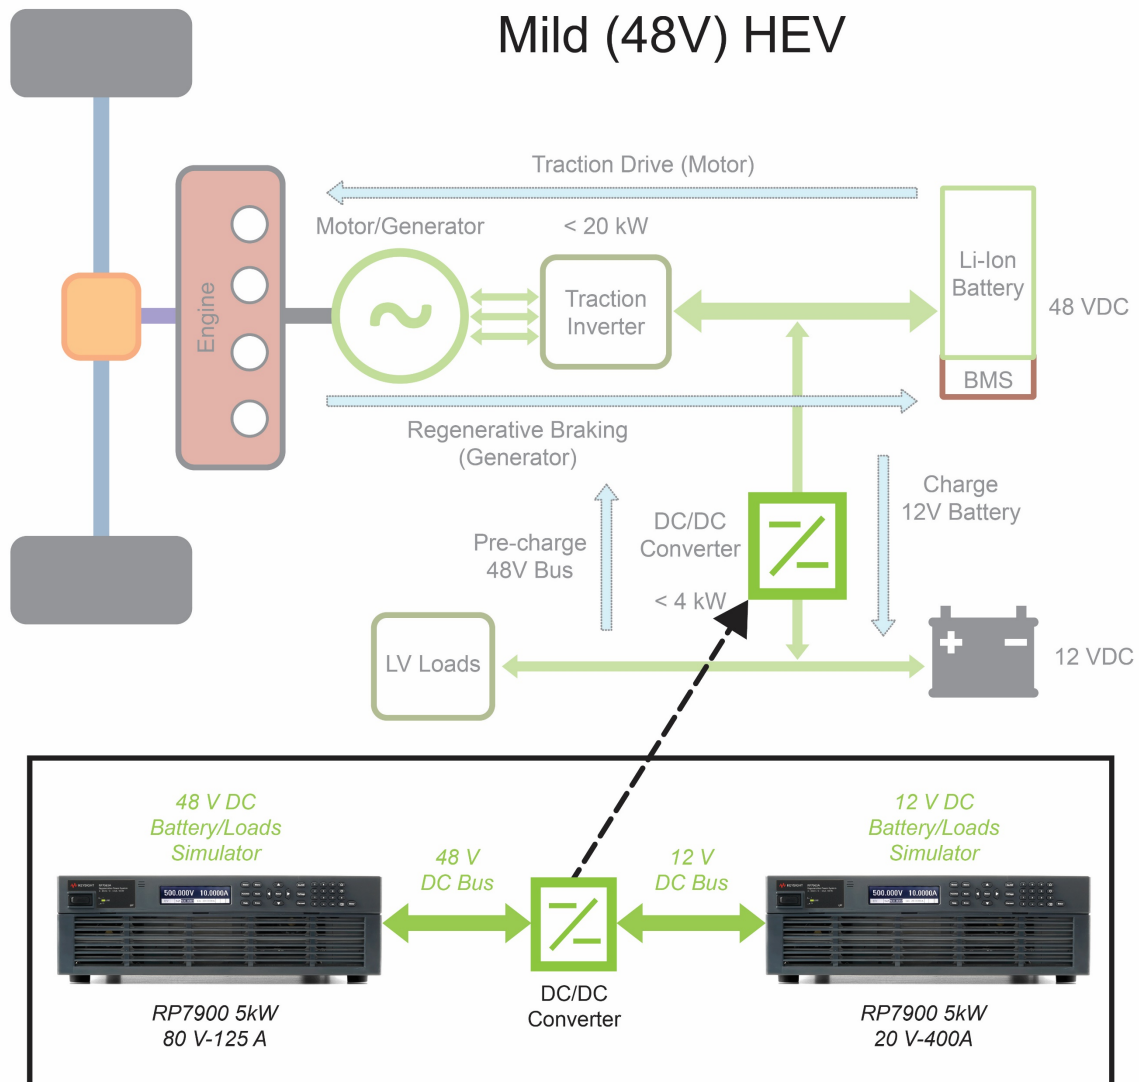 Mild (48V) HEV
Traction Drive (Motor)
Motor/Generator
< 20 kW
Engine
Traction
Inverter
Li-Ion
Battery
48 VDC
BMS
Regenerative Braking
(Generator)
Charge
12V Battery
Pre-charge
48V Bus
DC/DC
Converter
< 4 kW
LV Loads
12 VDC
48 V DC
Battery/Loads
Simulator
12 V DC
Battery/Loads
Simulator
48 V
DC Bus
12 V
DC Bus
KEYSIGHT
500.000V 10.0000A
KEYSIGHT
500.000V 10.0000A
DC/DC
Converter
RP7900 5kW
80 V-125 A
RP7900 5kW
20 V-400A